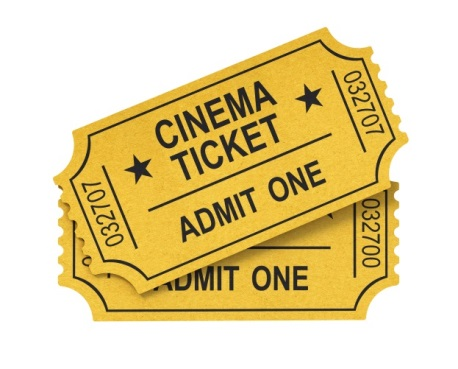 CINEMA
TICKET
ADMIT ONE
032707
032707
ADMIT ONE
032700